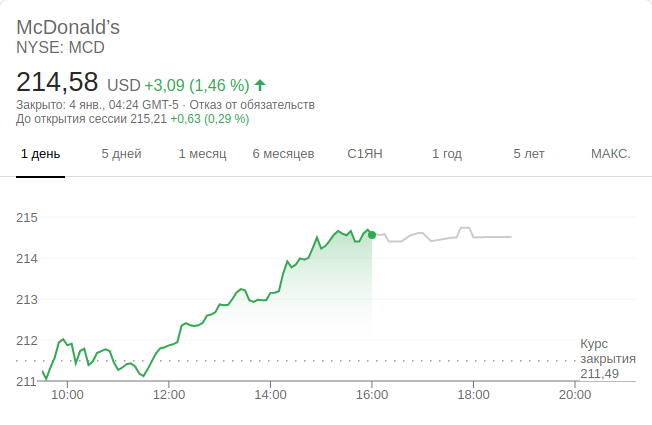 McDonald’s
NYSE: MCD
214,58 USD +3,09 (1,46 %)
Закрыто: 4 янв., 04:24 GMT-5 · Отказ от обязательств
До открытия сессии 215,21 +0,63 (0,29 %)
1 день 5 дней 1 месяц 6 месяцев С1ЯН 1 год 5 лет МАКС.
215
214
213
212
Курс
закрытия
211,49
211
10:00 12:00 14:00 16:00 18:00 20:00